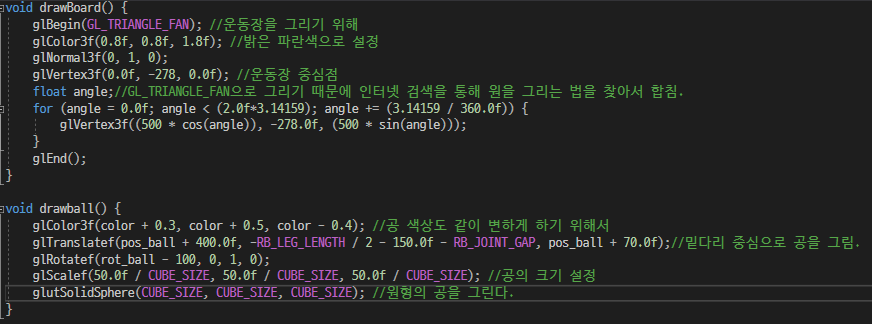 void drawBoard() {
glBegin(GL_TRIANGLE_FAN); //운동장을 그리기 위해
glColor3f(0.8f, 0.8f, 1.8f); //밝은 파란색으로 설정
glNormal3f(0, 1, 0);
glVertex3f(0.0f, -278, 0.0f); //운동장 중심점
float angle;//GL_TRIANGLE_FAN으로 그리기 때문에 인터넷 검색을 통해 원을 그리는 법을 찾아서 합침.
for (angle = 0.0f; angle < (2.0f*3.14159); angle += (3.14159 / 360.0f)) {
glVertex3f((500 * cos(angle)), -278.0f, (500 * sin(angle)));
}
glEnd();
}
void drawball() {
glColor3f(color + 0.3, color + 0.5, color - 0.4); //공 색상도 같이 변하게 하기 위해서
glTranslatef(pos_ball + 400.0f, -RB_LEG_LENGTH / 2 - 150.0f - RB_JOINT_GAP, pos_ball + 70.0f);//밑다리 중심으로 공을 그림.
glRotatef(rot_ball - 100, 0, 1, 0);
glScalef(50.0f / CUBE_SIZE, 50.0f / CUBE_SIZE, 50.0f / CUBE_SIZE); //공의 크기 설정
glutSolidSphere(CUBE_SIZE, CUBE_SIZE, CUBE_SIZE); //원형의 공을 그린다.
}